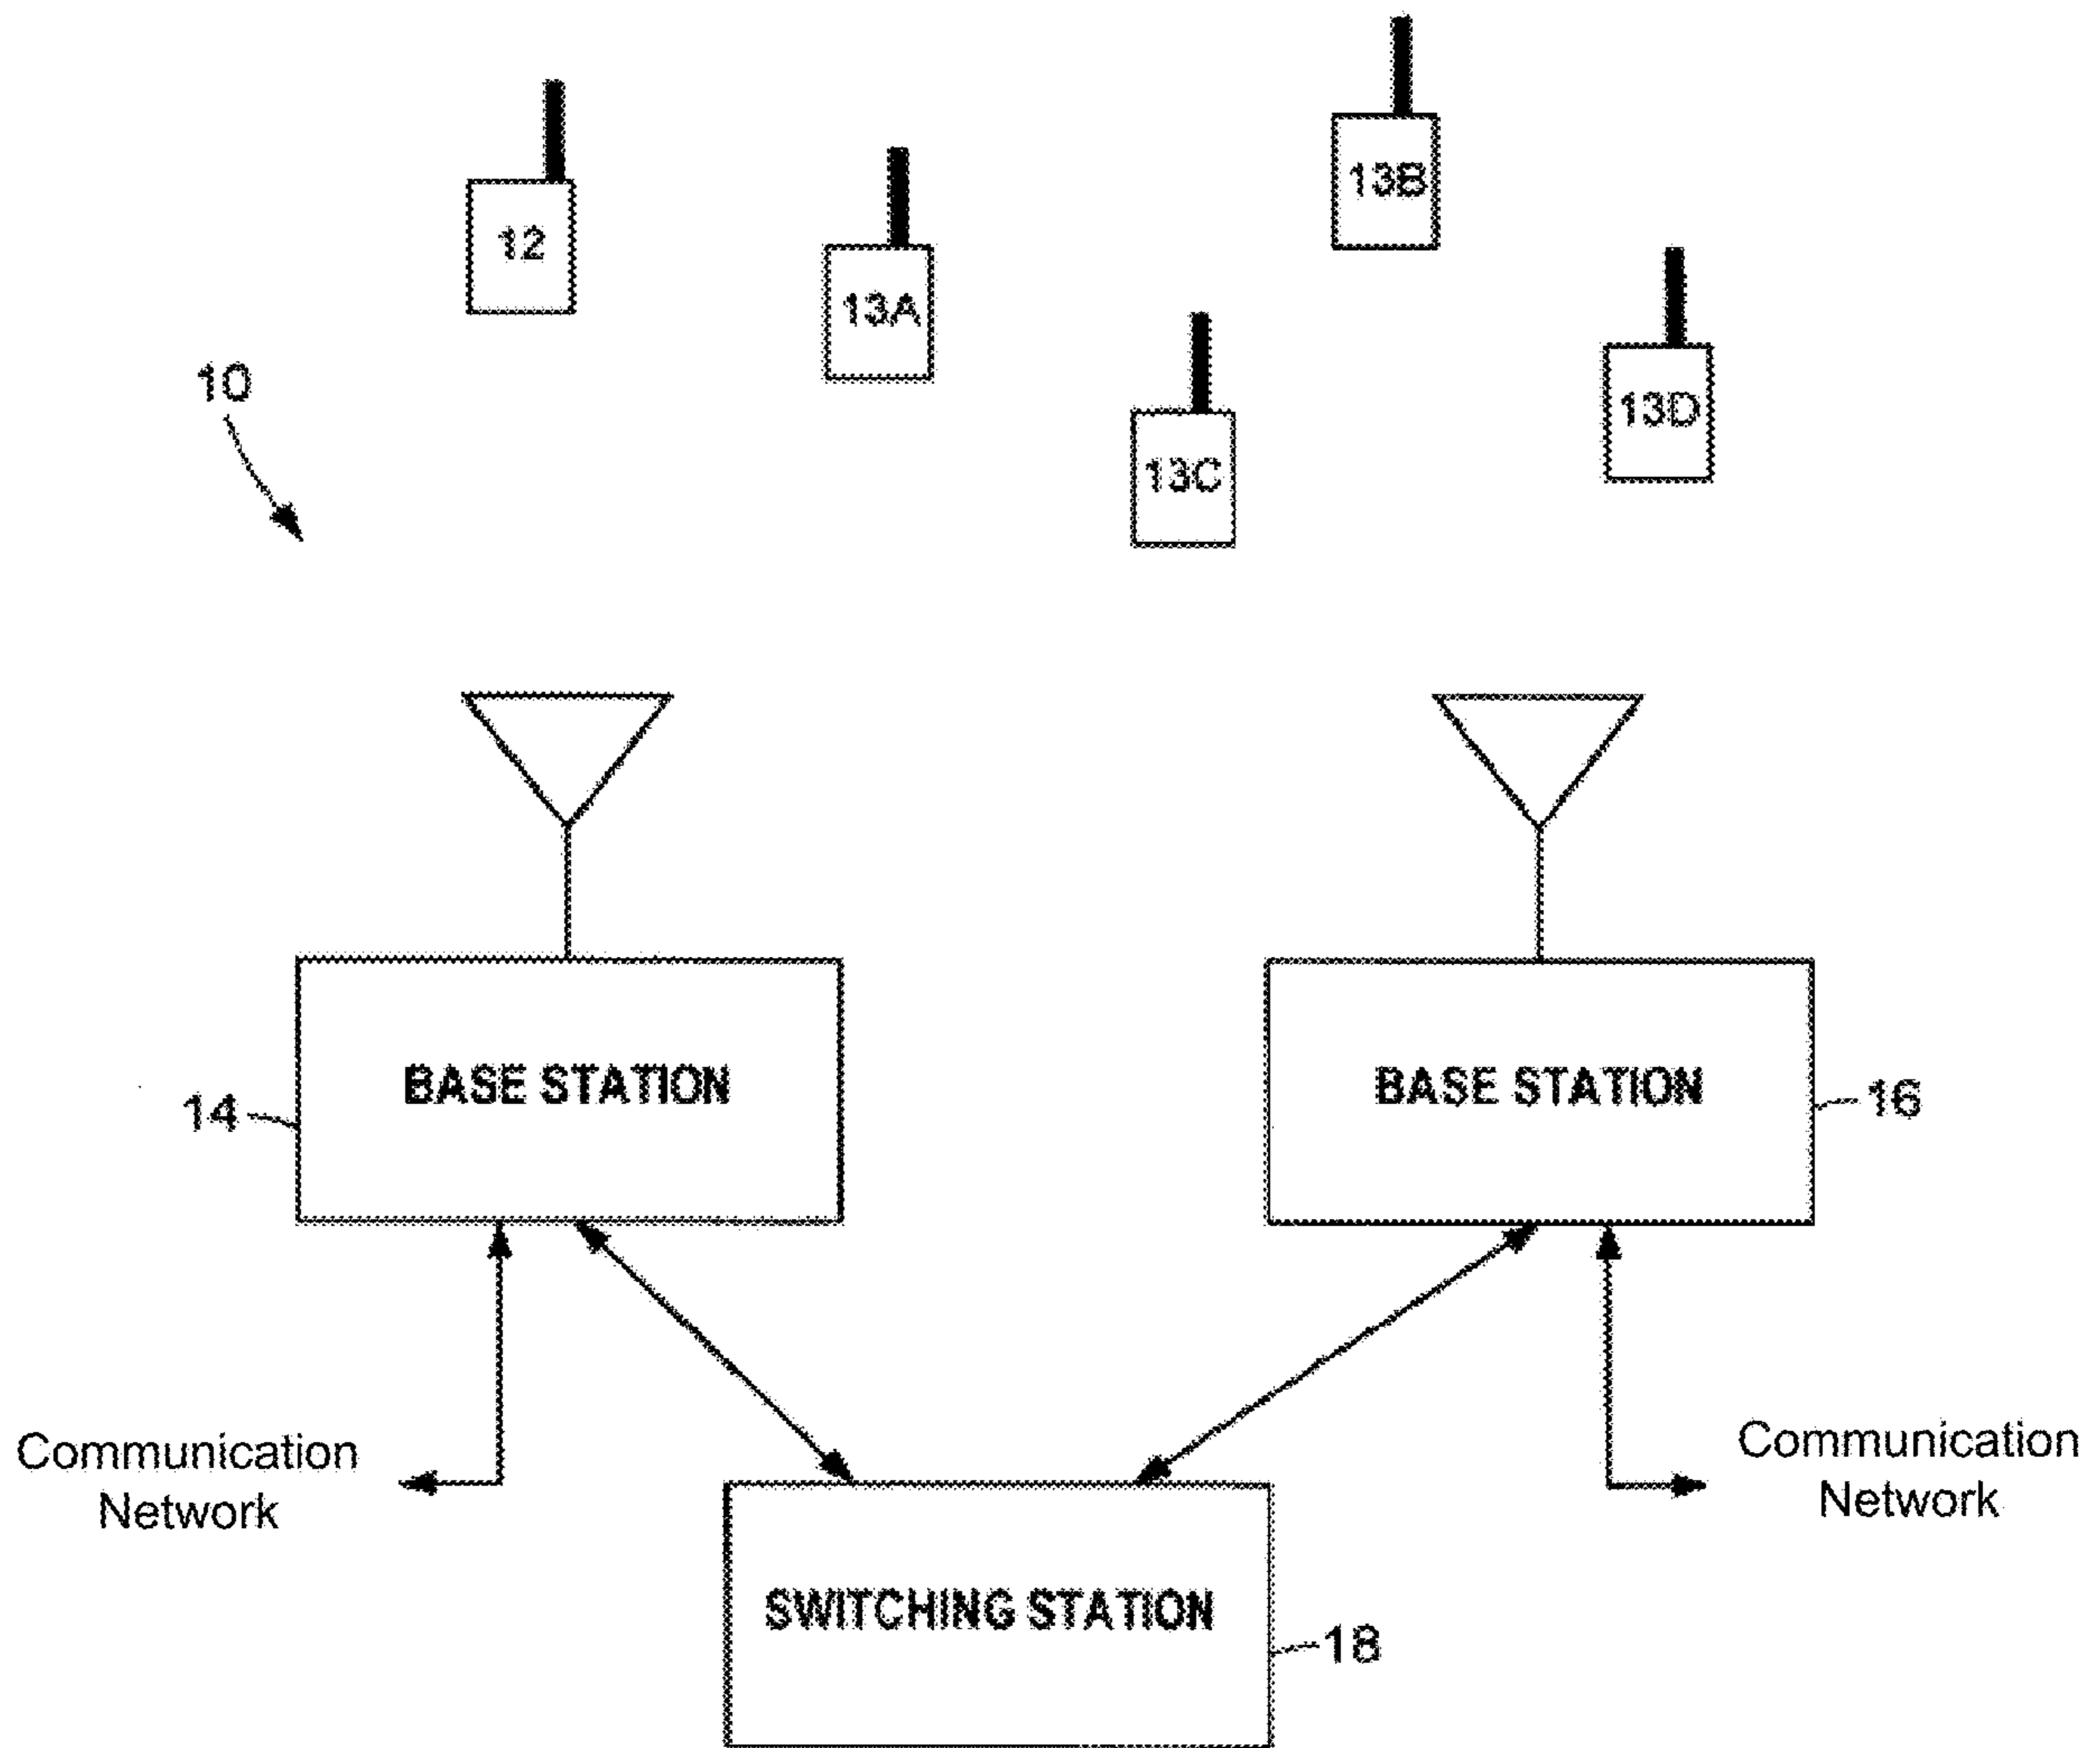 13B
12
13A
10
13D
13C
BASE STATION
BASE STATION
14
16
Communication
Network
Communication
Network
SWITCHING STATION
18